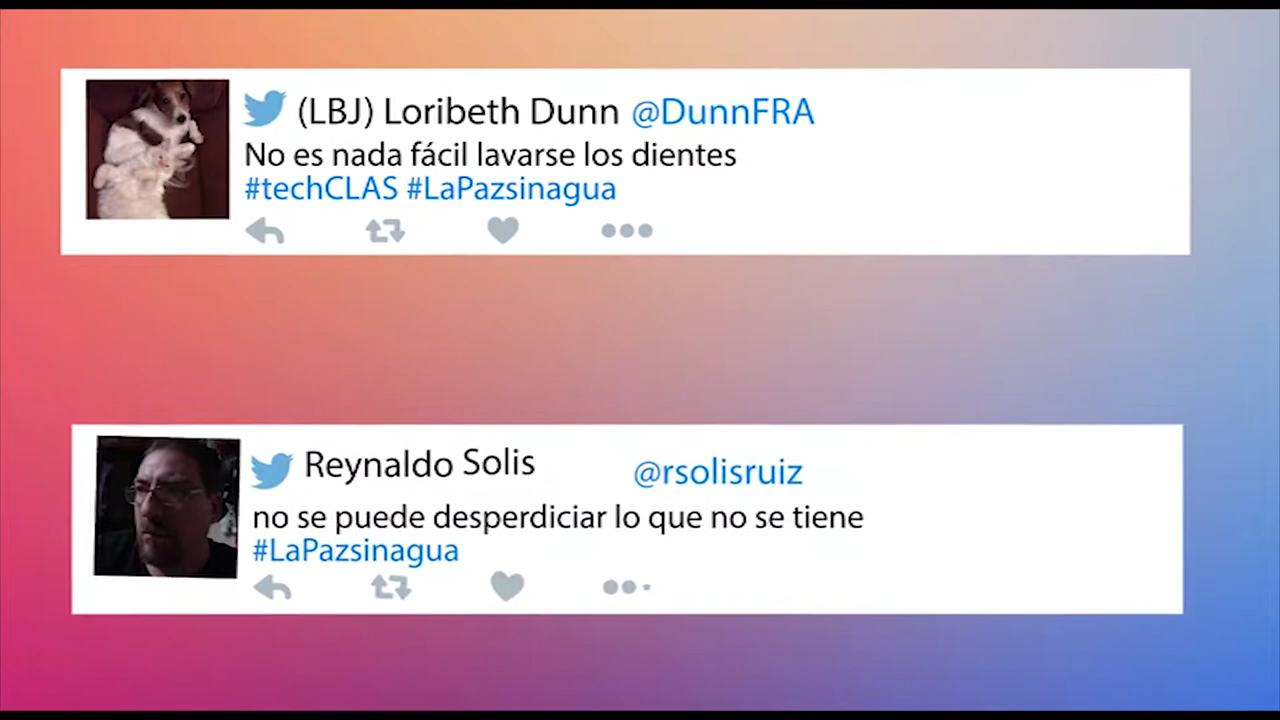 (LBJ) Loribeth Dunn @DunnFRA
No es nada fácil lavarse los dientes
#techCLAS #LaPazsinagua
Reynaldo Solis @rsolisruiz
no se puede desperdiciar lo que no se tiene
#LaPazsinagua